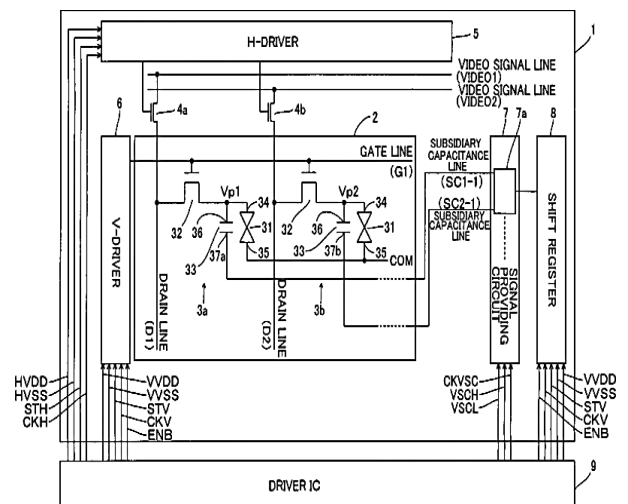 H-DRIVER
5
1
VIDEO SIGNAL LINE
(VIDEO1)
VIDEO SIGNAL LINE
(VIDEO2)
4a
4b
6
2
7
7a
8
GATE LINE
(G1)
SUBSIDIARY
CAPACITANCE
LINE
(SC1-1)
(SC2-1)
SUBSIDIARY
CAPACITANCE
LINE
Vp1
Vp2
34
34
32
36
31
32
36
31
33
35
33
35
37a
37b
COM
3a
3b
V-DRIVER
DRAIN LINE
(D1)
DRAIN LINE
(D2)
SIGNAL
PROVIDING
CIRCUIT
SHIFT REGISTER
HVDD
HVSS
STH
CKH
VVDD
VVSS
STV
CKV
ENB
CKVSC
VSCH
VSCL
VVDD
VVSS
STV
CKV
ENB
DRIVER IC
9